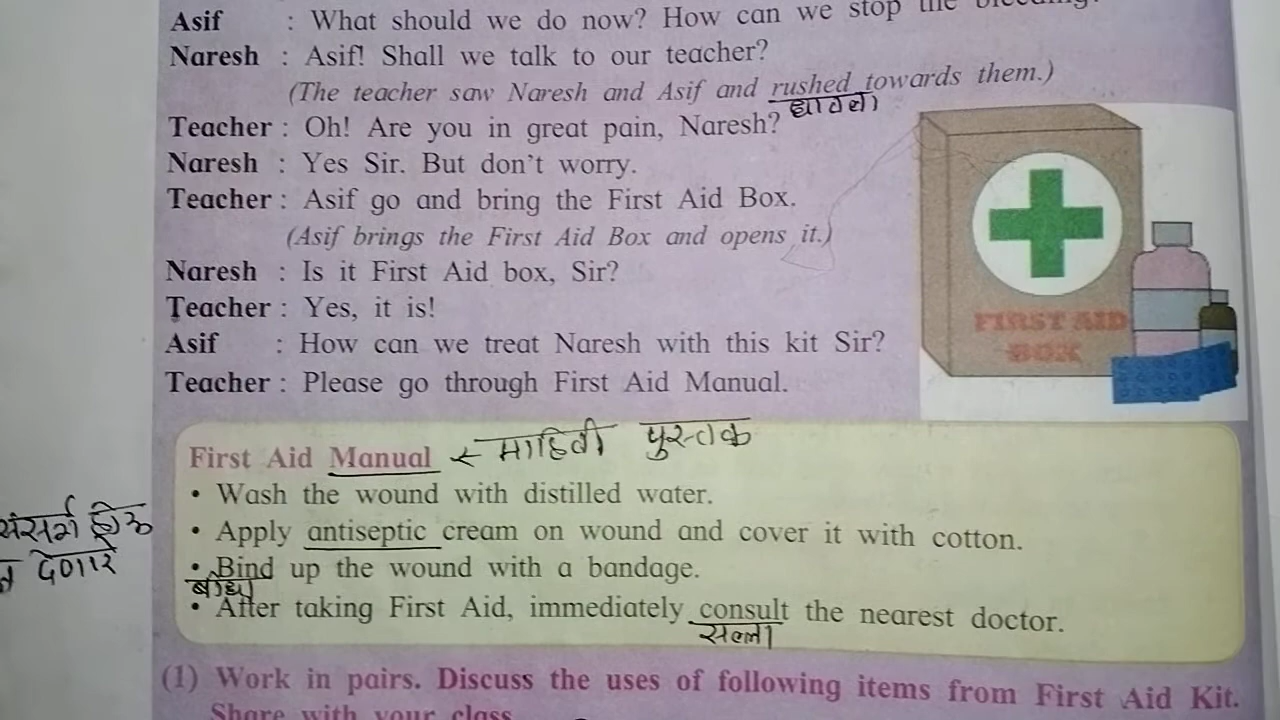 Asif : What should we do now? How can we stop the bleeding?
Naresh : Asif! Shall we talk to our teacher?
(The teacher saw Naresh and Asif and rushed towards them.)
धावला
Teacher : Oh! Are you in great pain, Naresh?
Naresh : Yes Sir. But don't worry.
Teacher : Asif go and bring the First Aid Box.
(Asif brings the First Aid Box and opens it.)
Naresh : Is it First Aid box, Sir?
Teacher : Yes, it is!
Asif : How can we treat Naresh with this kit Sir?
Teacher : Please go through First Aid Manual.
FIRST AID
BOX
First Aid Manual ← माहिती पुस्तक
• Wash the wound with distilled water.
• Apply antiseptic cream on wound and cover it with cotton.
संसर्ग होऊ
न देणारे
• Bind up the wound with a bandage.
बांधा
• After taking First Aid, immediately consult the nearest doctor.
सल्ला
(1) Work in pairs. Discuss the uses of following items from First Aid Kit.
Share with your class.